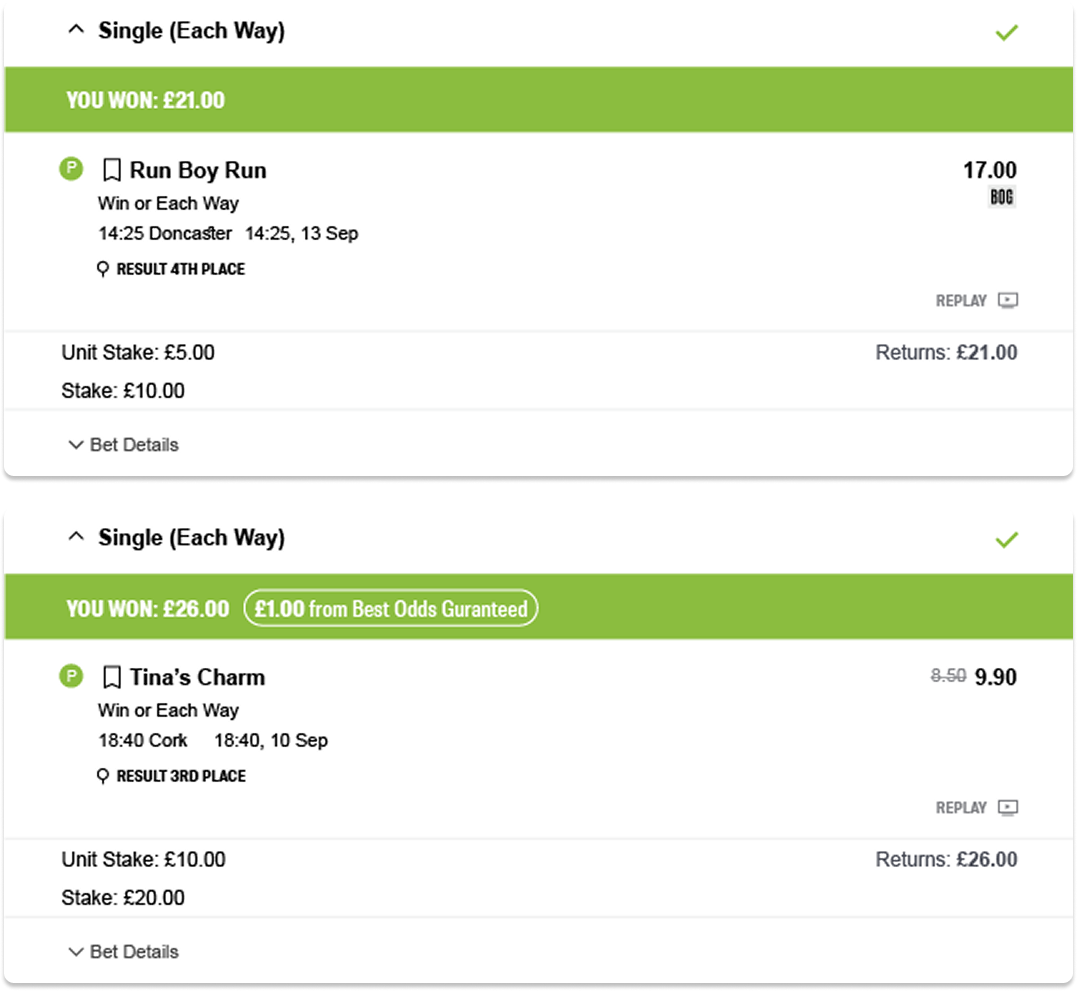 Single (Each Way)
YOU WON: £21.00
P Run Boy Run 17.00
Win or Each Way BOG
14:25 Doncaster 14:25, 13 Sep
RESULT 4TH PLACE
REPLAY
Unit Stake: £5.00 Returns: £21.00
Stake: £10.00
Bet Details
Single (Each Way)
YOU WON: £26.00 £1.00 from Best Odds Guranteed
P Tina’s Charm 8.50 9.90
Win or Each Way
18:40 Cork 18:40, 10 Sep
RESULT 3RD PLACE
REPLAY
Unit Stake: £10.00 Returns: £26.00
Stake: £20.00
Bet Details